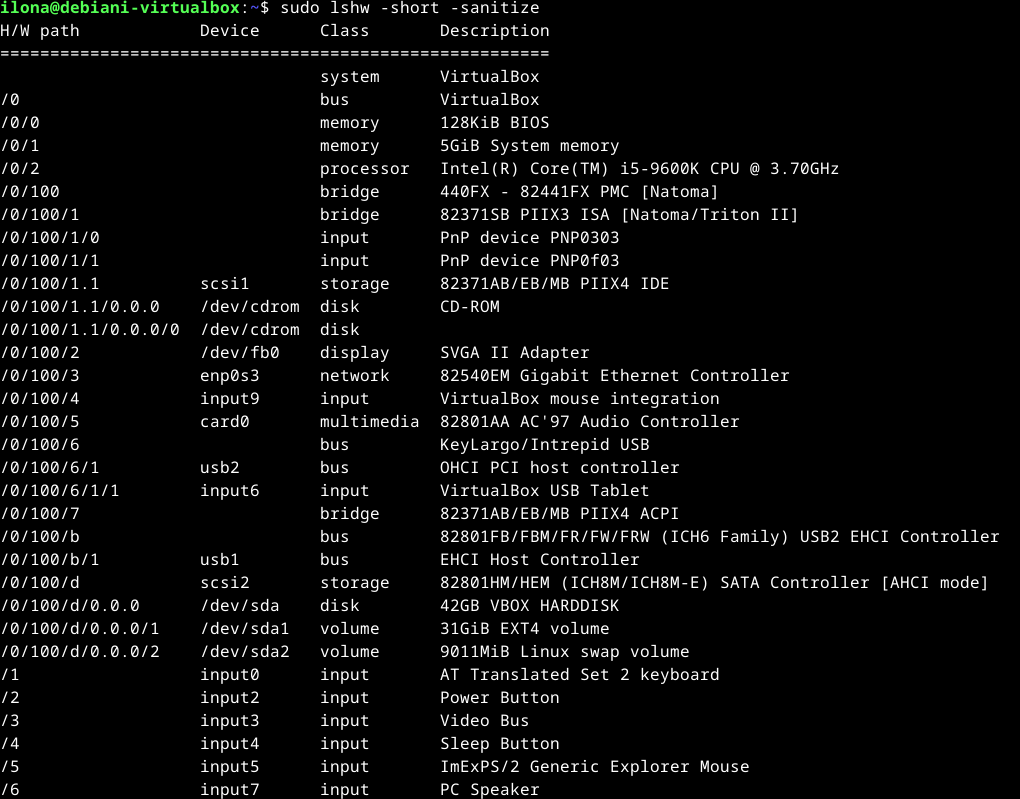 ilona@debiani-virtualbox:~$ sudo lshw -short -sanitize
H/W path            Device      Class       Description
=======================================================
                                system      VirtualBox
/0                              bus         VirtualBox
/0/0                            memory      128KiB BIOS
/0/1                            memory      5GiB System memory
/0/2                            processor   Intel(R) Core(TM) i5-9600K CPU @ 3.70GHz
/0/100                          bridge      440FX - 82441FX PMC [Natoma]
/0/100/1                        bridge      82371SB PIIX3 ISA [Natoma/Triton II]
/0/100/1/0                      input       PnP device PNP0303
/0/100/1/1                      input       PnP device PNP0f03
/0/100/1.1          scsi1       storage     82371AB/EB/MB PIIX4 IDE
/0/100/1.1/0.0.0    /dev/cdrom  disk        CD-ROM
/0/100/1.1/0.0.0/0  /dev/cdrom  disk
/0/100/2            /dev/fb0    display     SVGA II Adapter
/0/100/3            enp0s3      network     82540EM Gigabit Ethernet Controller
/0/100/4            input9      input       VirtualBox mouse integration
/0/100/5            card0       multimedia  82801AA AC'97 Audio Controller
/0/100/6                        bus         KeyLargo/Intrepid USB
/0/100/6/1          usb2        bus         OHCI PCI host controller
/0/100/6/1/1        input6      input       VirtualBox USB Tablet
/0/100/7                        bridge      82371AB/EB/MB PIIX4 ACPI
/0/100/b                        bus         82801FB/FBM/FR/FW/FRW (ICH6 Family) USB2 EHCI Controller
/0/100/b/1          usb1        bus         EHCI Host Controller
/0/100/d            scsi2       storage     82801HM/HEM (ICH8M/ICH8M-E) SATA Controller [AHCI mode]
/0/100/d/0.0.0      /dev/sda    disk        42GB VBOX HARDDISK
/0/100/d/0.0.0/1    /dev/sda1   volume      31GiB EXT4 volume
/0/100/d/0.0.0/2    /dev/sda2   volume      9011MiB Linux swap volume
/1                  input0      input       AT Translated Set 2 keyboard
/2                  input2      input       Power Button
/3                  input3      input       Video Bus
/4                  input4      input       Sleep Button
/5                  input5      input       ImExPS/2 Generic Explorer Mouse
/6                  input7      input       PC Speaker